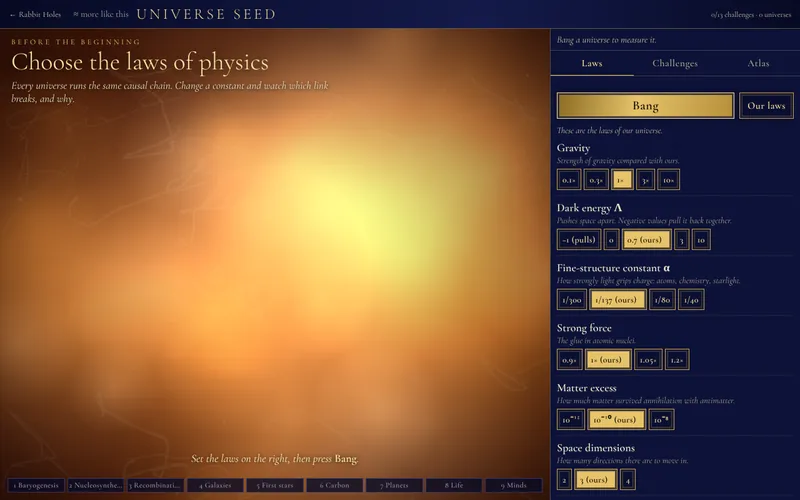 ← Rabbit Holes
≈ more like this
UNIVERSE SEED
0/13 challenges · 0 universes
BEFORE THE BEGINNING
Choose the laws of physics
Every universe runs the same causal chain. Change a constant and watch which link
breaks, and why.
Set the laws on the right, then press Bang.
1 Baryogenesis
2 Nucleosynthe...
3 Recombinati...
4 Galaxies
5 First stars
6 Carbon
7 Planets
8 Life
9 Minds
Bang a universe to measure it.
Laws
Challenges
Atlas
Bang
Our laws
These are the laws of our universe.
Gravity
Strength of gravity compared with ours.
0.1× 0.3× 1× 3× 10×
Dark energy Λ
Pushes space apart. Negative values pull it back together.
−1 (pulls) 0 0.7 (ours) 3 10
Fine-structure constant α
How strongly light grips charge: atoms, chemistry, starlight.
1/300 1/137 (ours) 1/80 1/40
Strong force
The glue in atomic nuclei.
0.9× 1× (ours) 1.05× 1.2×
Matter excess
How much matter survived annihilation with antimatter.
10⁻¹² 10⁻¹⁰ (ours) 10⁻⁸
Space dimensions
How many directions there are to move in.
2 3 (ours) 4